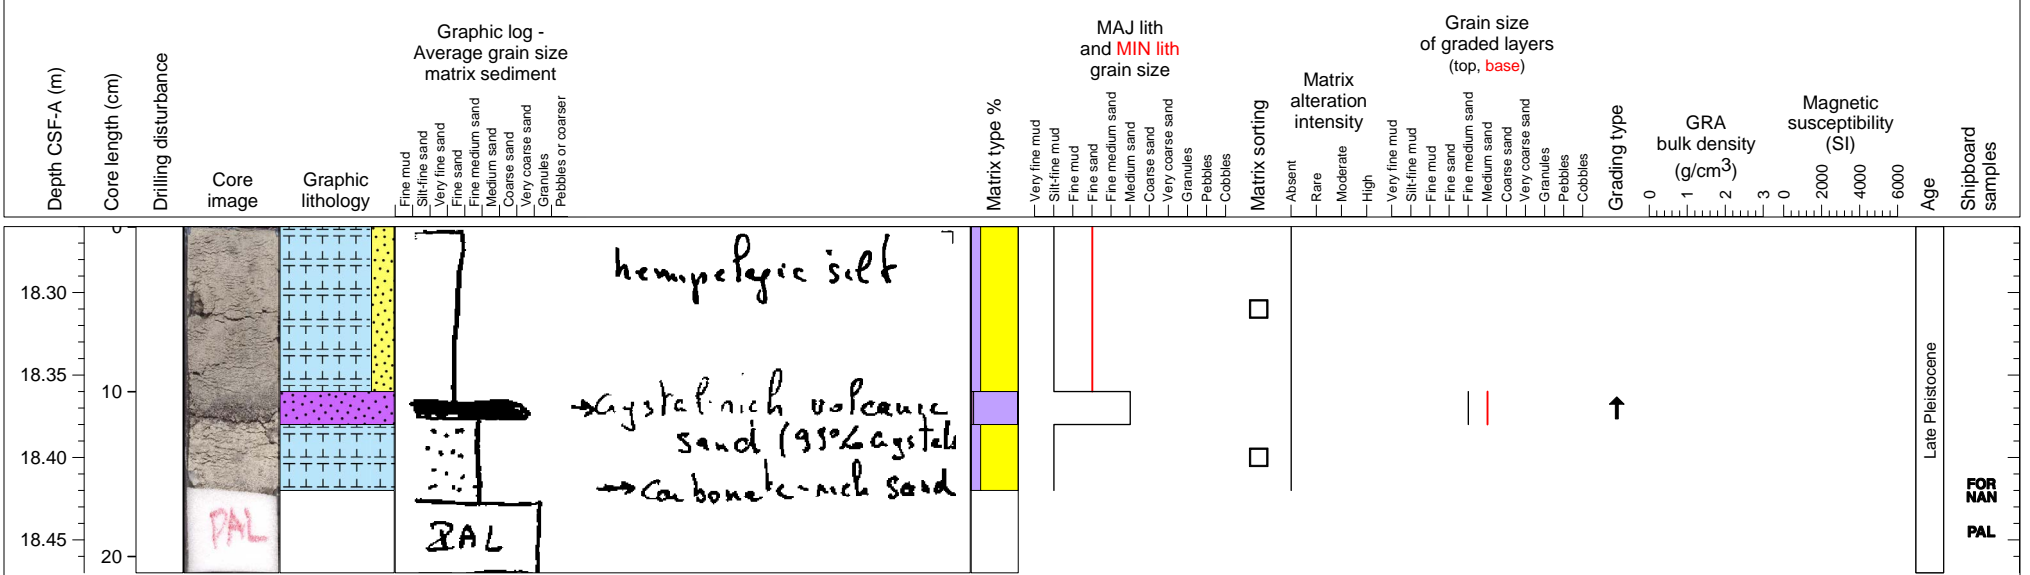 Depth CSF-A (m)
Core length (cm)
Drilling disturbance
Core
image
Graphic
lithology
Graphic log -
Average grain size
matrix sediment
Fine mud
Silt-fine sand
Very fine sand
Fine sand
Fine medium sand
Medium sand
Coarse sand
Very coarse sand
Granules
Pebbles or coarser
Matrix type %
MAJ lith
and MIN lith
grain size
Very fine mud
Silt-fine mud
Fine mud
Fine sand
Fine medium sand
Medium sand
Coarse sand
Very coarse sand
Granules
Pebbles
Cobbles
Matrix sorting
Matrix
alteration
intensity
Absent
Rare
Moderate
High
Grain size
of graded layers
(top, base)
Very fine mud
Silt-fine mud
Fine mud
Fine sand
Fine medium sand
Medium sand
Coarse sand
Very coarse sand
Granules
Pebbles
Cobbles
Grading type
GRA
bulk density
(g/cm3)
0 1 2 3
Magnetic
susceptibility
(SI)
0 2000 4000 6000
Age
Shipboard
samples
0
18.30
18.35
10
18.40
18.45
20
PAL
hemipelagic silt
→ Crystal-rich volcanic
sand (95% crystals
→ Carbonate-rich sand
PAL
Late Pleistocene
FOR
NAN
PAL